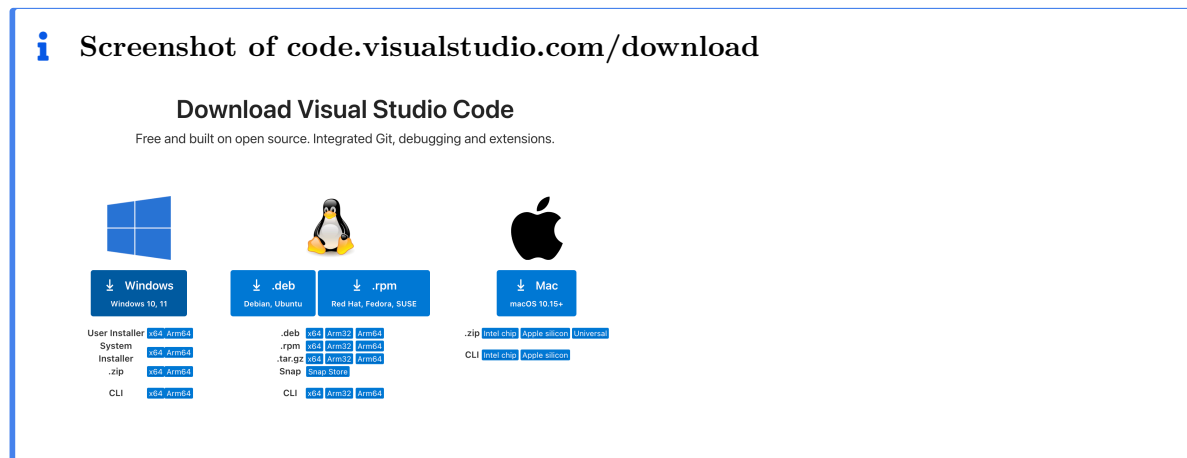 Screenshot of code.visualstudio.com/download
Download Visual Studio Code
Free and built on open source. Integrated Git, debugging and extensions.
Windows
Windows 10, 11
User Installer x64 Arm64
System
Installer x64 Arm64
.zip x64 Arm64
CLI x64 Arm64
.deb
Debian, Ubuntu
.rpm
Red Hat, Fedora, SUSE
.deb x64 Arm32 Arm64
.rpm x64 Arm32 Arm64
.tar.gz x64 Arm32 Arm64
Snap Snap Store
CLI x64 Arm32 Arm64
Mac
macOS 10.15+
.zip Intel chip Apple silicon Universal
CLI Intel chip Apple silicon